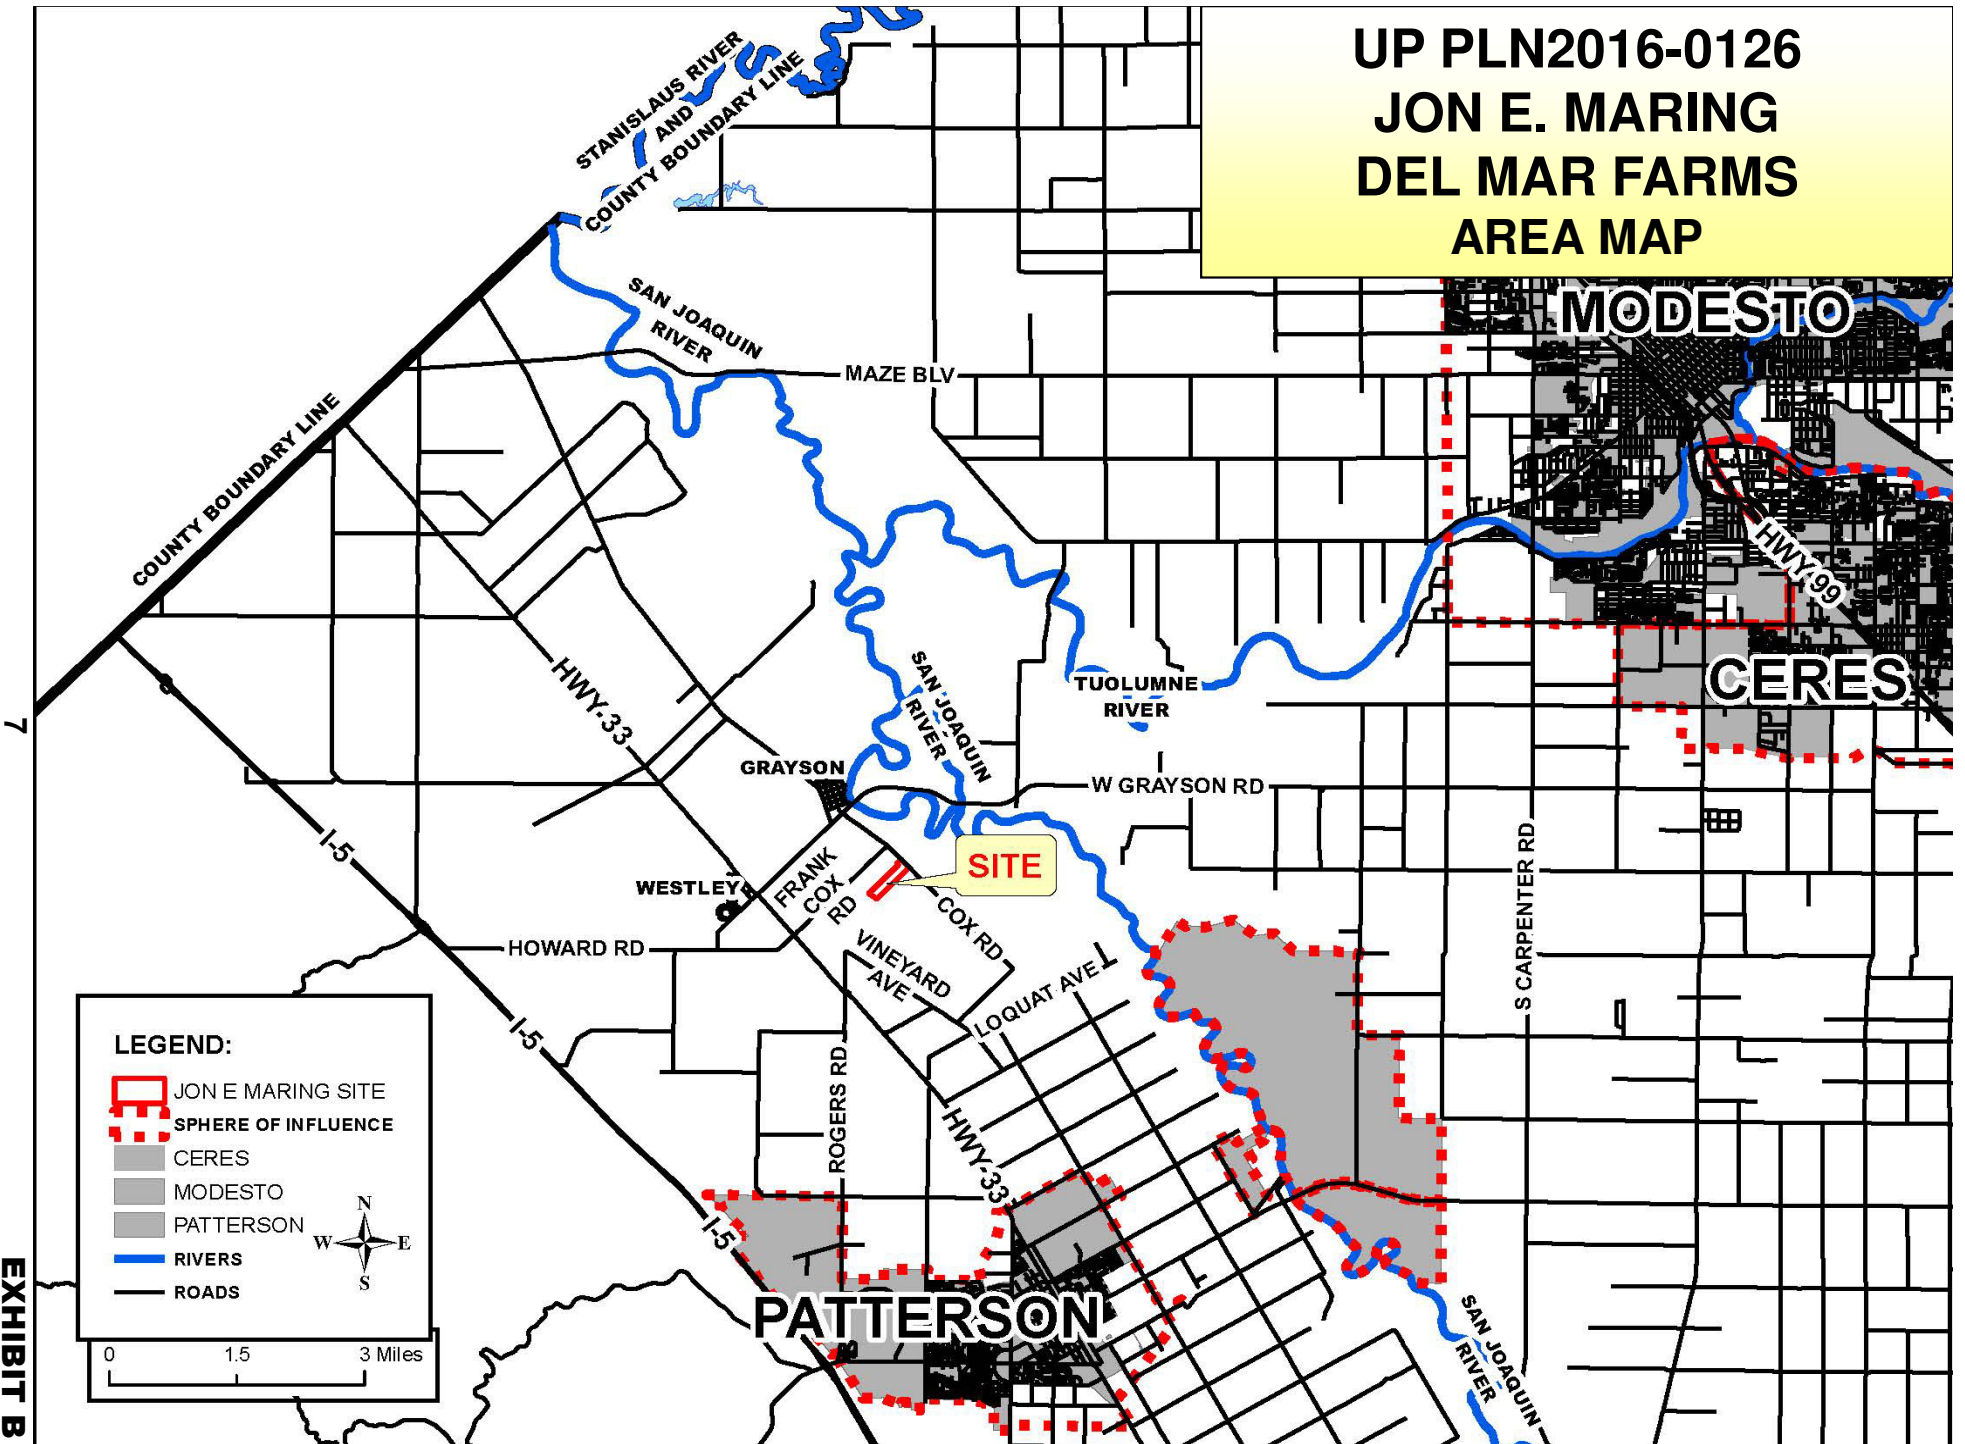 UP PLN2016-0126
JON E. MARING
DEL MAR FARMS
AREA MAP
STANISLAUS RIVER
AND
COUNTY BOUNDARY LINE
SAN JOAQUIN
RIVER
MAZE BLV
MODESTO
COUNTY BOUNDARY LINE
HWY 99
HWY-33
SAN JOAQUIN
RIVER
TUOLUMNE
RIVER
CERES
GRAYSON
W GRAYSON RD
I-5
SITE
WESTLEY
FRANK
COX
RD
COX RD
S CARPENTER RD
HOWARD RD
VINEYARD
AVE
LOQUAT AVE
I-5
ROGERS RD
HWY-33
I-5
PATTERSON
SAN JOAQUIN
RIVER
LEGEND:
JON E MARING SITE
SPHERE OF INFLUENCE
CERES
MODESTO
PATTERSON
RIVERS
ROADS
N
W E
S
0 1.5 3 Miles
7
EXHIBIT B